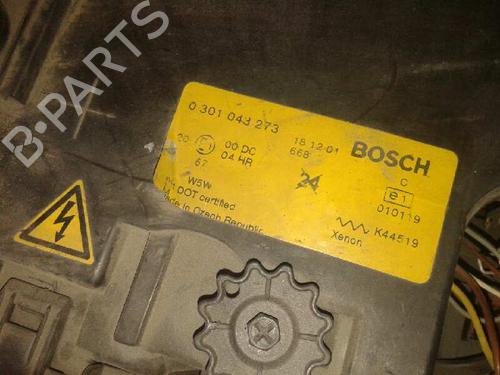 B-PARTS
0 301 043 273
18.12.01
668
BOSCH
00 DC
04 HR
67
24
C
e1
010119
W5W
DOT certified
Made in Czech Republic
K44519
Xenon